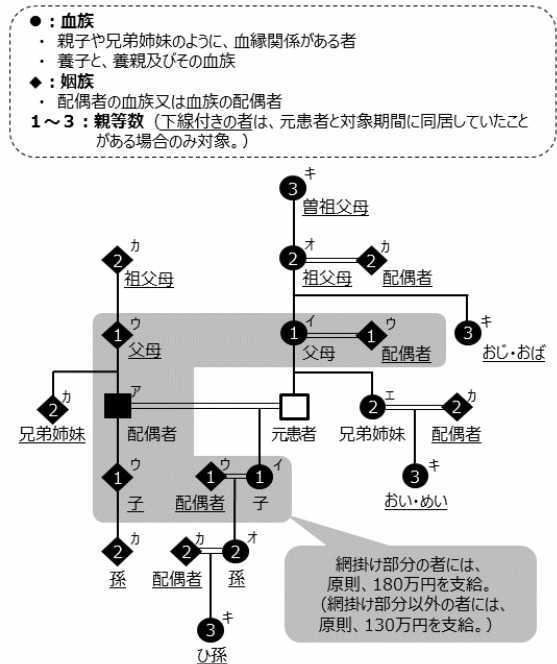 ●：血族
・ 親子や兄弟姉妹のように、血縁関係がある者
・ 養子と、養親及びその血族
◆：姻族
・ 配偶者の血族又は血族の配偶者
１～３：親等数（下線付きの者は、元患者と対象期間に同居していたこと
がある場合のみ対象。）
3 キ
曽祖父母
2 カ
祖父母
2 オ
祖父母
2 カ
配偶者
1 ウ
父母
1 イ
父母
1 ウ
配偶者
3 キ
おじ・おば
2 カ
兄弟姉妹
ア
配偶者
元患者
2 エ
兄弟姉妹
2 カ
配偶者
1 ウ
子
1 ウ
配偶者
1 イ
子
3 キ
おい・めい
2 カ
孫
2 カ
配偶者
2 オ
孫
3 キ
ひ孫
網掛け部分の者には、
原則、180万円を支給。
（網掛け部分以外の者には、
原則、130万円を支給。）